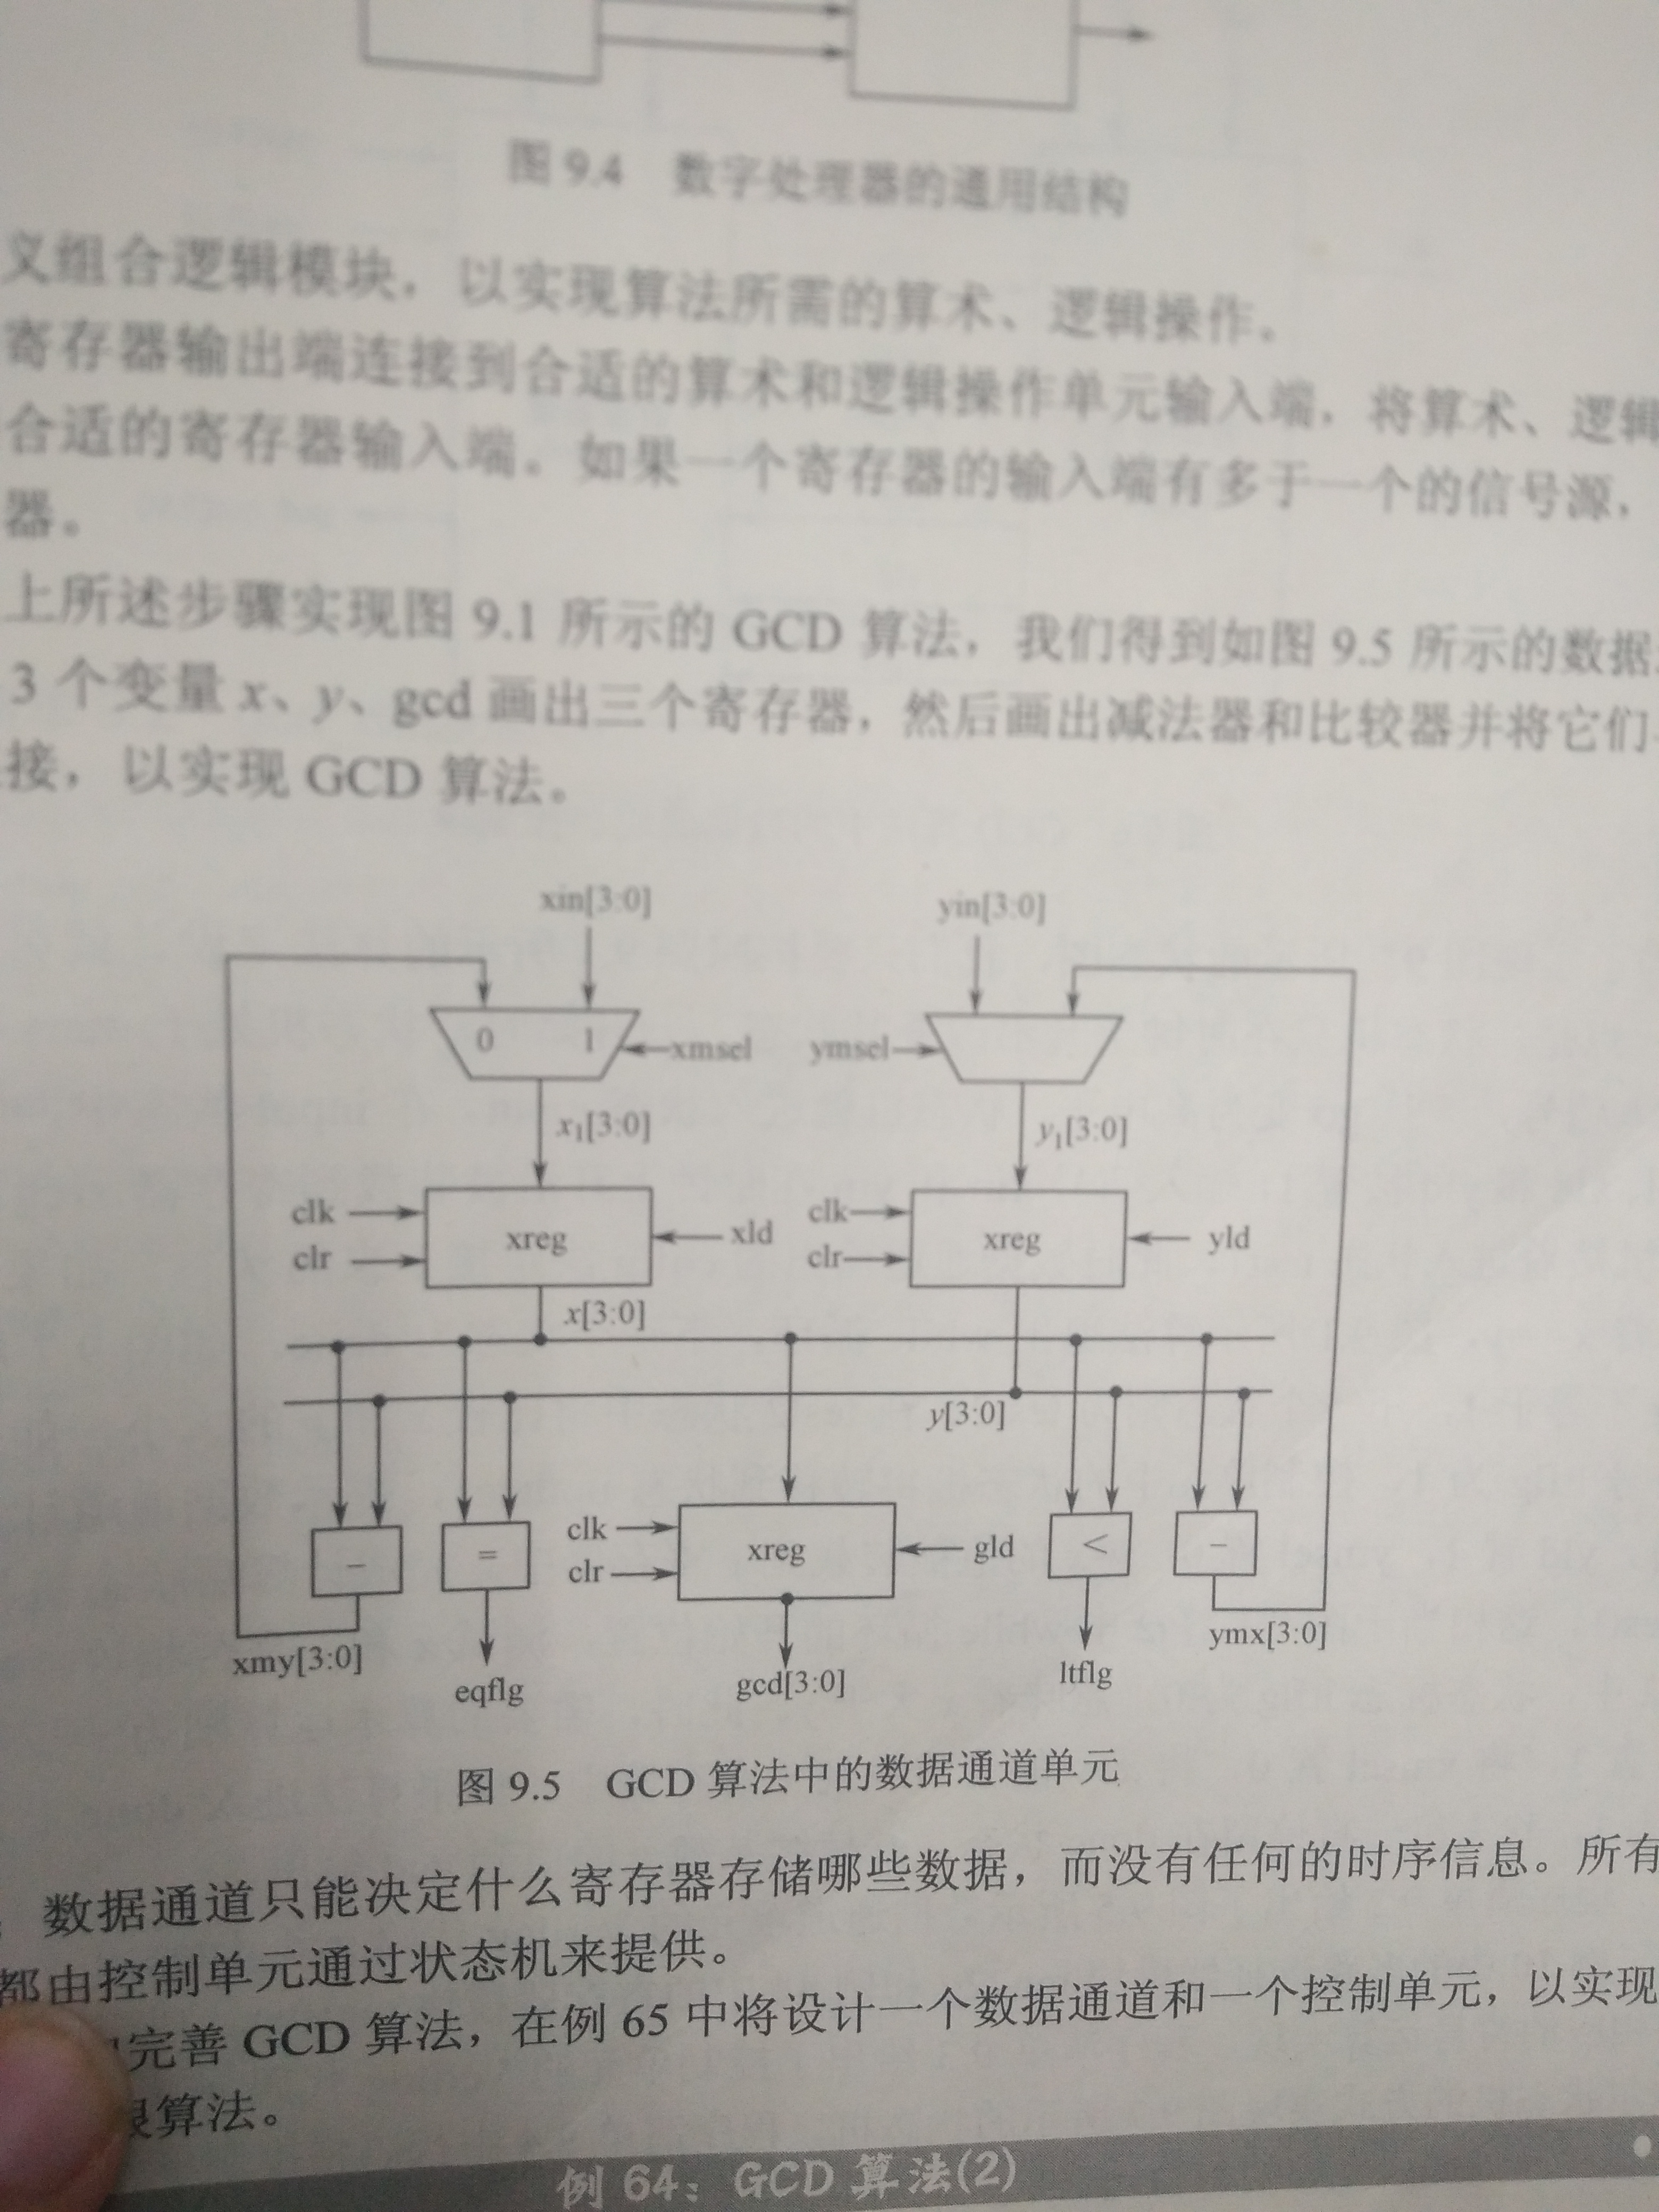 图 9.4 数字处理器的通用结构
义组合逻辑模块，以实现算法所需的算术、逻辑操作。
寄存器输出端连接到合适的算术和逻辑操作单元输入端，将算术、逻辑
合适的寄存器输入端。如果一个寄存器的输入端有多于一个的信号源，
器。
上所述步骤实现图 9.1 所示的 GCD 算法，我们得到如图 9.5 所示的数据
3 个变量 x、y、gcd 画出三个寄存器，然后画出减法器和比较器并将它们
接，以实现 GCD 算法。
xin[3:0] yin[3:0]
0 1 xmsel ymsel
x1[3:0] y1[3:0]
clk clk
xreg xld xreg yld
clr clr
x[3:0]
y[3:0]
clk
− = xreg gld < −
clr
xmy[3:0] eqflg gcd[3:0] ltflg ymx[3:0]
图 9.5 GCD 算法中的数据通道单元
数据通道只能决定什么寄存器存储哪些数据，而没有任何的时序信息。所有
都由控制单元通过状态机来提供。
完善 GCD 算法，在例 65 中将设计一个数据通道和一个控制单元，以实现
算法。
例 64：GCD 算法(2)